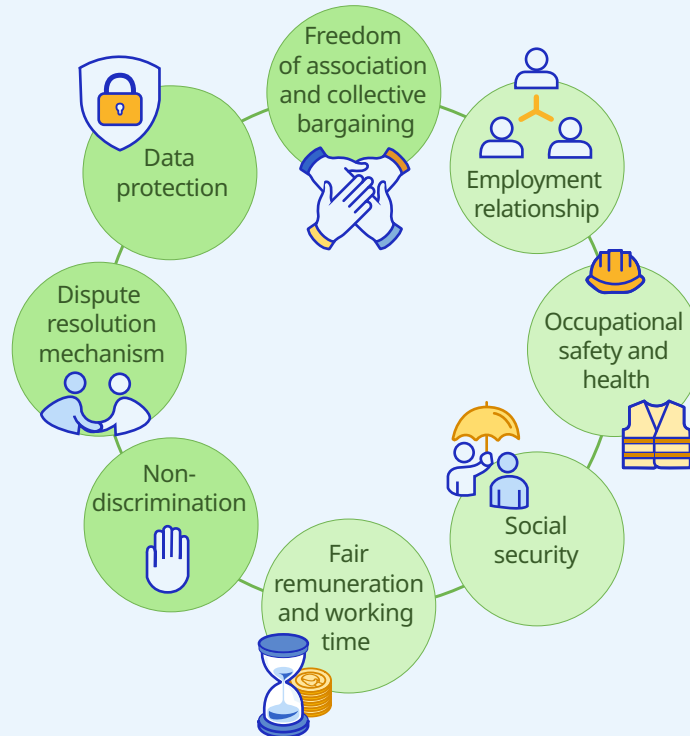 Freedom
of association
and collective
bargaining
Employment
relationship
Occupational
safety and
health
Social
security
Fair
remuneration
and working
time
Non-
discrimination
Dispute
resolution
mechanism
Data
protection